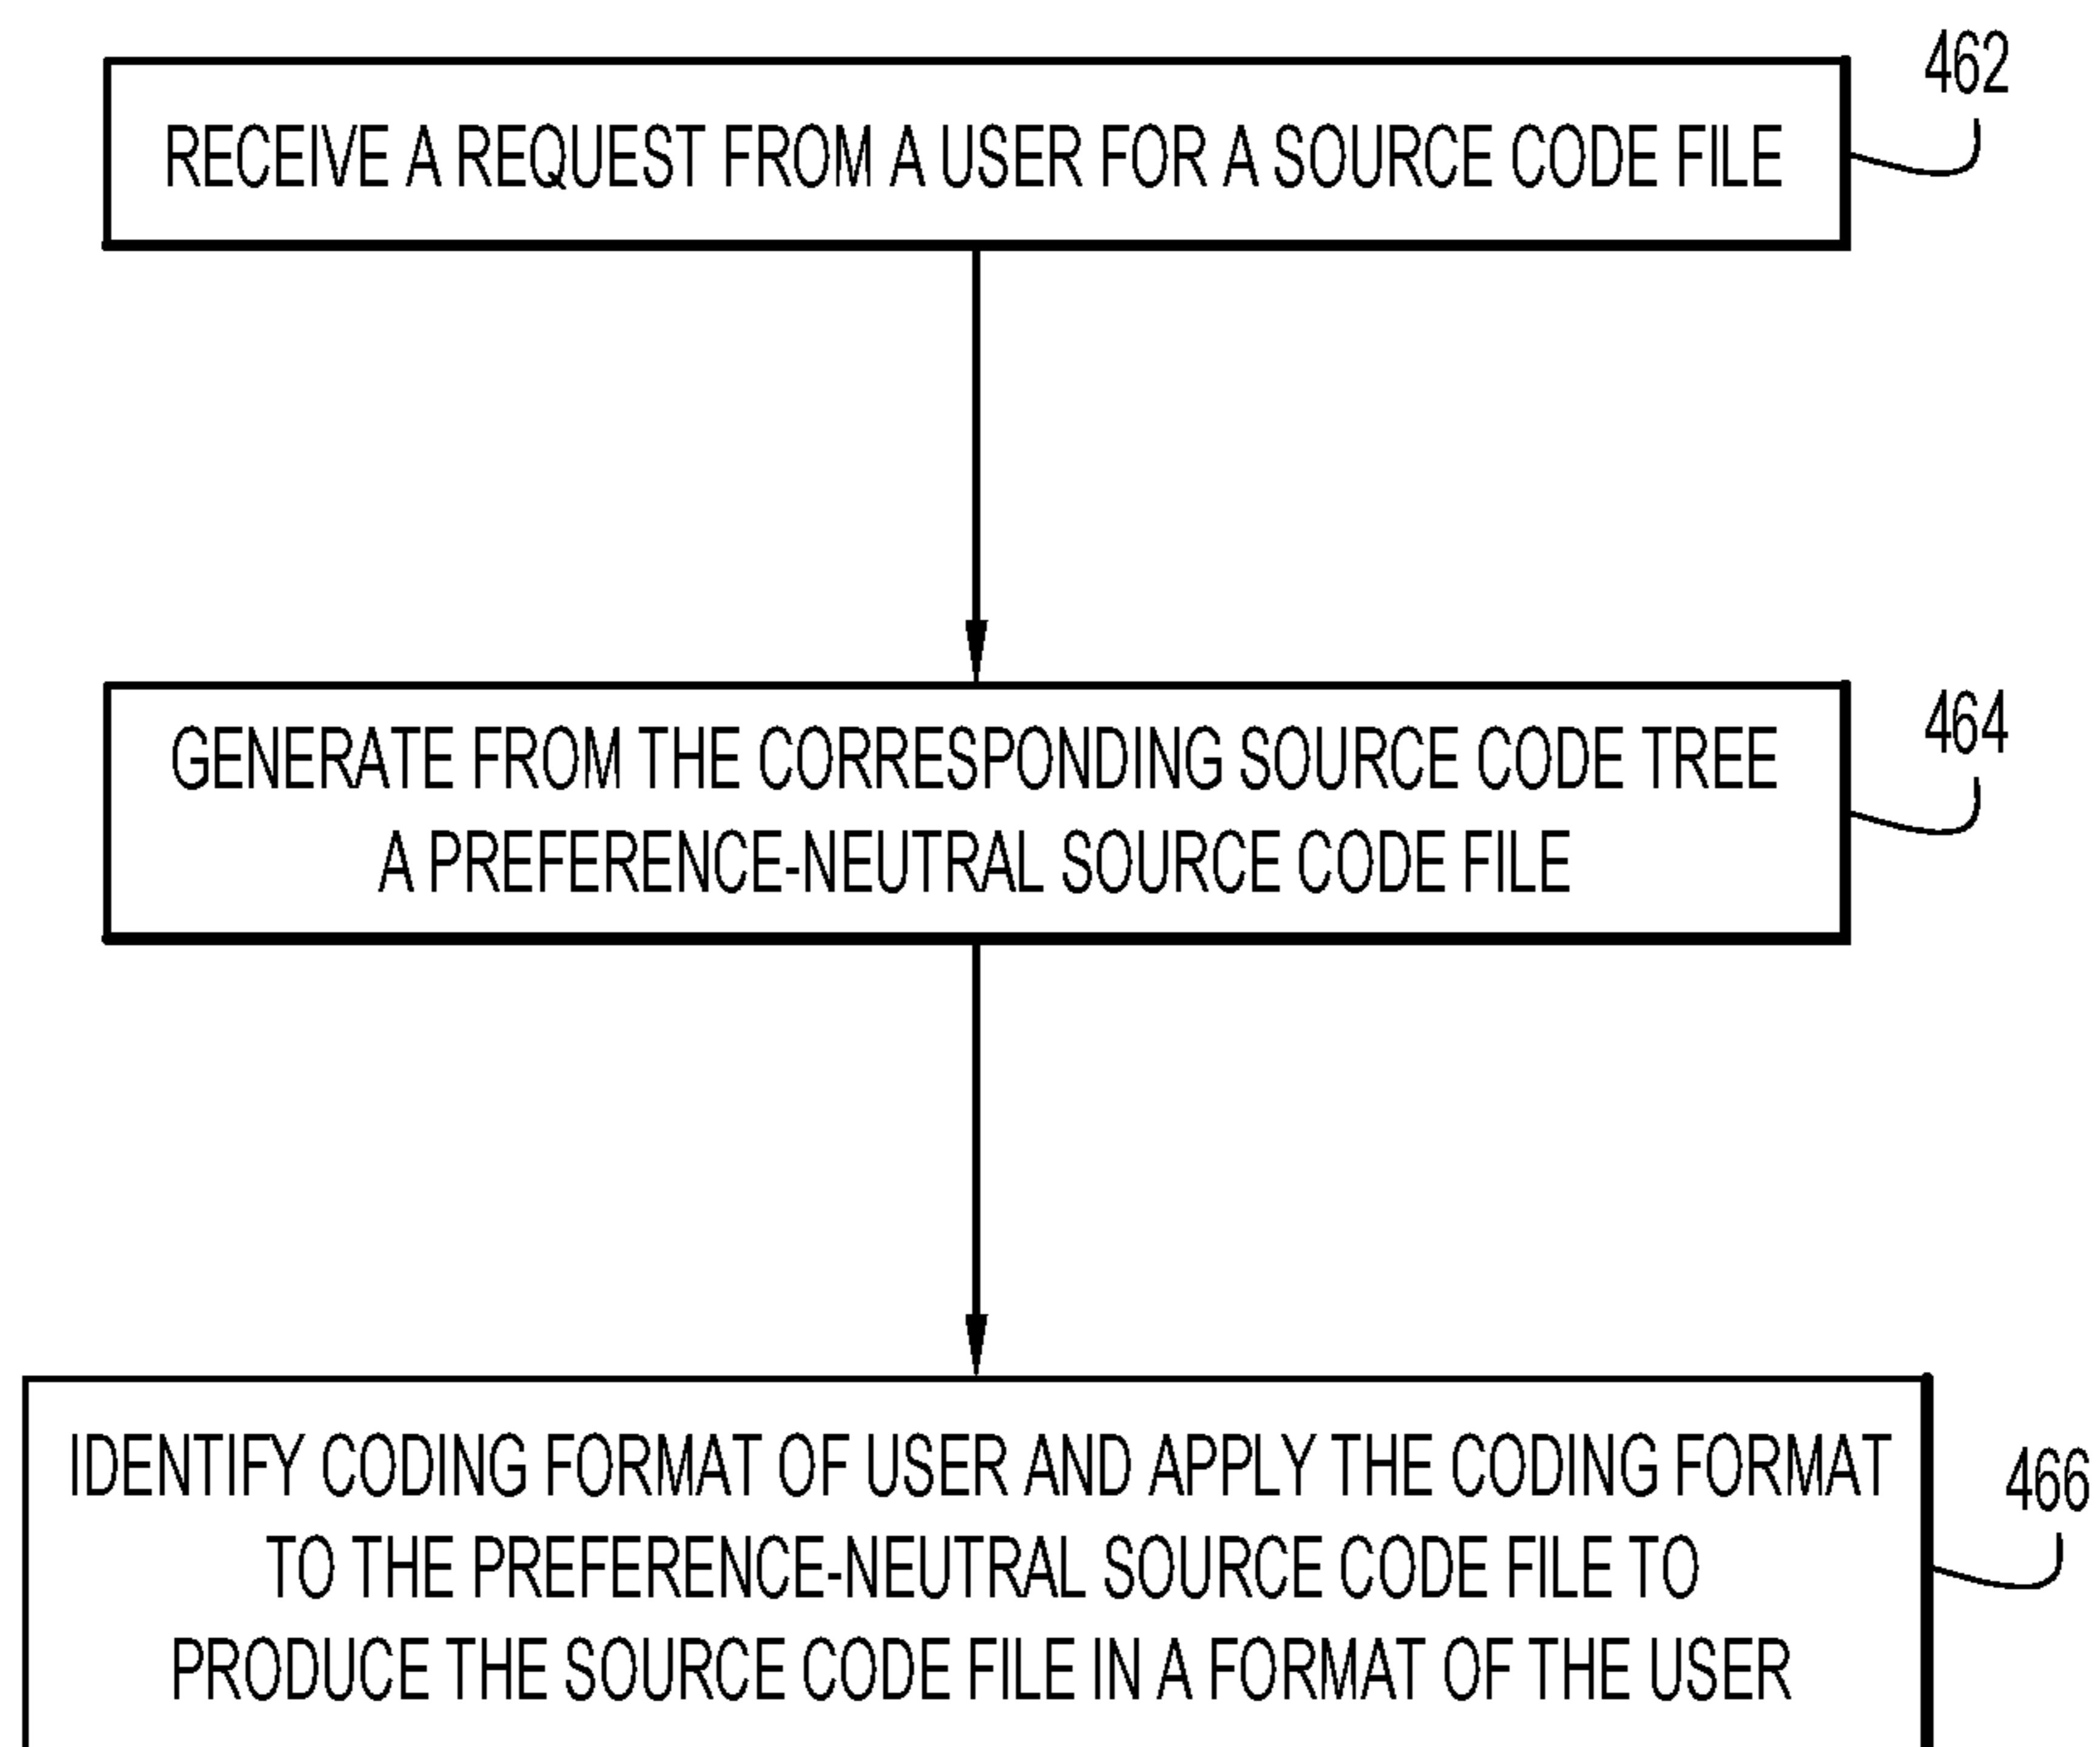 462
RECEIVE A REQUEST FROM A USER FOR A SOURCE CODE FILE
464
GENERATE FROM THE CORRESPONDING SOURCE CODE TREE
A PREFERENCE-NEUTRAL SOURCE CODE FILE
IDENTIFY CODING FORMAT OF USER AND APPLY THE CODING FORMAT
466
TO THE PREFERENCE-NEUTRAL SOURCE CODE FILE TO
PRODUCE THE SOURCE CODE FILE IN A FORMAT OF THE USER